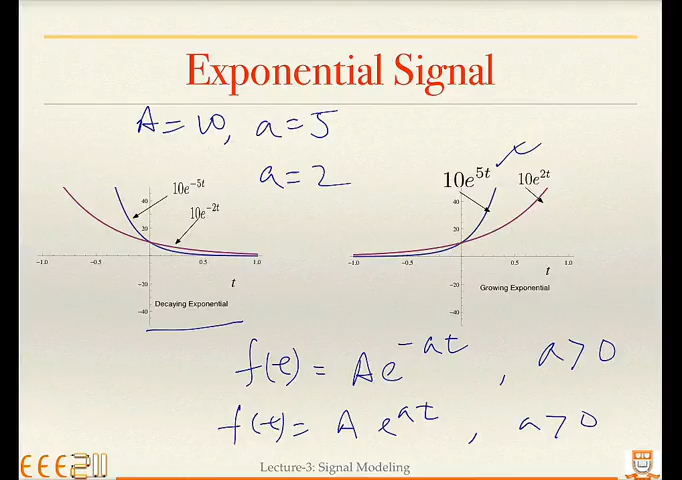 Exponential Signal
A = 10, a = 5
a = 2
10e^{-5t}
10e^{-2t}
40
20
-20
-40
-1.0 -0.5 0.5 1.0
t
Decaying Exponential
10e^{5t}
10e^{2t}
40
20
-20
-40
-1.0 0.5 1.0
t
Growing Exponential
f(t) = Ae^{-at}, a > 0
f(t) = A e^{at}, a > 0
EEE211
Lecture-3: Signal Modeling